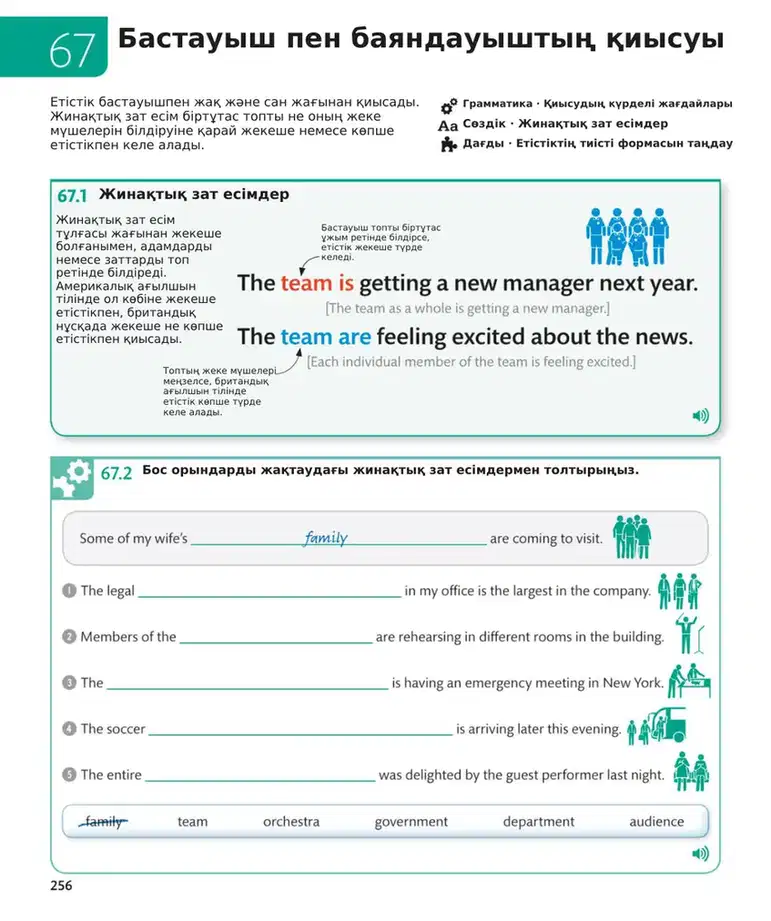 67
Бастауыш пен баяндауыштың қиысуы
Етістік бастауышпен жақ және сан жағынан қиысады.
Жинақтық зат есім біртұтас топты не оның жеке
мүшелерін білдіруіне қарай жекеше немесе көпше
етістікпен келе алады.
Грамматика · Қиысудың күрделі жағдайлары
Aa Сөздік · Жинақтық зат есімдер
Дағды · Етістіктің тиісті формасын таңдау
67.1 Жинақтық зат есімдер
Жинақтық зат есім
тұлғасы жағынан жекеше
болғанымен, адамдарды
немесе заттарды топ
ретінде білдіреді.
Америкалық ағылшын
тілінде ол көбіне жекеше
етістікпен, британдық
нұсқада жекеше не көпше
етістікпен қиысады.
Бастауыш топты біртұтас
ұжым ретінде білдірсе,
етістік жекеше түрде
келеді.
The team is getting a new manager next year.
[The team as a whole is getting a new manager.]
The team are feeling excited about the news.
[Each individual member of the team is feeling excited.]
Топтың жеке мүшелері
меңзелсе, британдық
ағылшын тілінде
етістік көпше түрде
келе алады.
67.2 Бос орындарды жақтаудағы жинақтық зат есімдермен толтырыңыз.
Some of my wife's family are coming to visit.
1 The legal in my office is the largest in the company.
2 Members of the are rehearsing in different rooms in the building.
3 The is having an emergency meeting in New York.
4 The soccer is arriving later this evening.
5 The entire was delighted by the guest performer last night.
family team orchestra government department audience
256